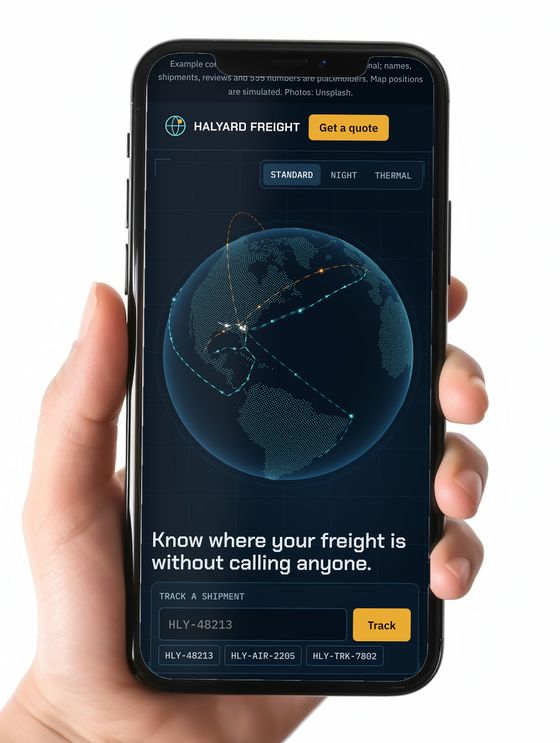 Example nal; names,
shipments, reviews and 555 numbers are placeholders. Map positions
are simulated. Photos: Unsplash.
HALYARD FREIGHT Get a quote
STANDARD NIGHT THERMAL
Know where your freight is
without calling anyone.
TRACK A SHIPMENT
HLY-48213 Track
HLY-48213 HLY-AIR-2205 HLY-TRK-7802